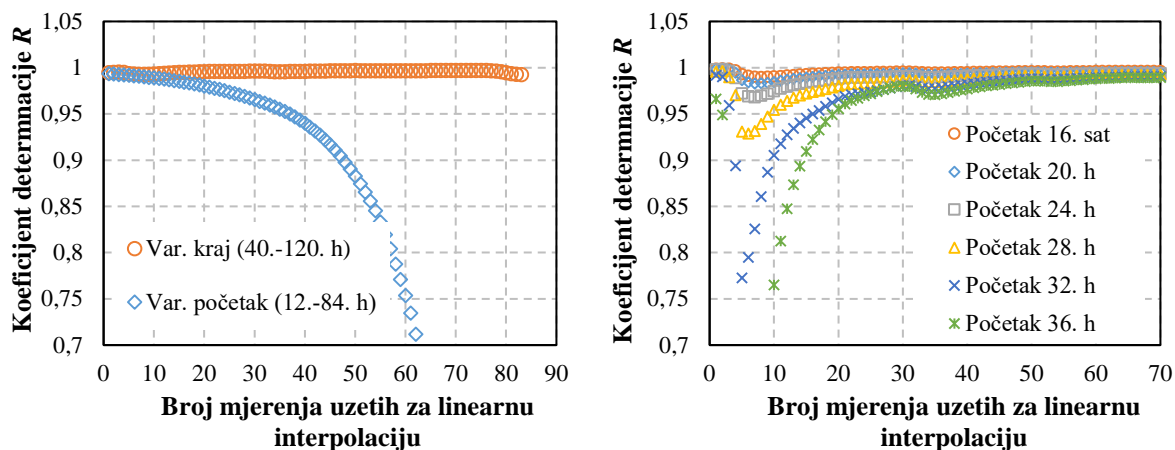 Koeficijent determnacije R
1,05
1
0,95
0,9
0,85
0,8
0,75
0,7
Var. kraj (40.-120. h)
Var. početak (12.-84. h)
0 10 20 30 40 50 60 70 80 90
Broj mjerenja uzetih za linearnu
interpolaciju
Koeficijent determnacije R
1,05
1
0,95
0,9
0,85
0,8
0,75
0,7
Početak 16. sat
Početak 20. h
Početak 24. h
Početak 28. h
Početak 32. h
Početak 36. h
0 10 20 30 40 50 60 70
Broj mjerenja uzetih za linearnu
interpolaciju